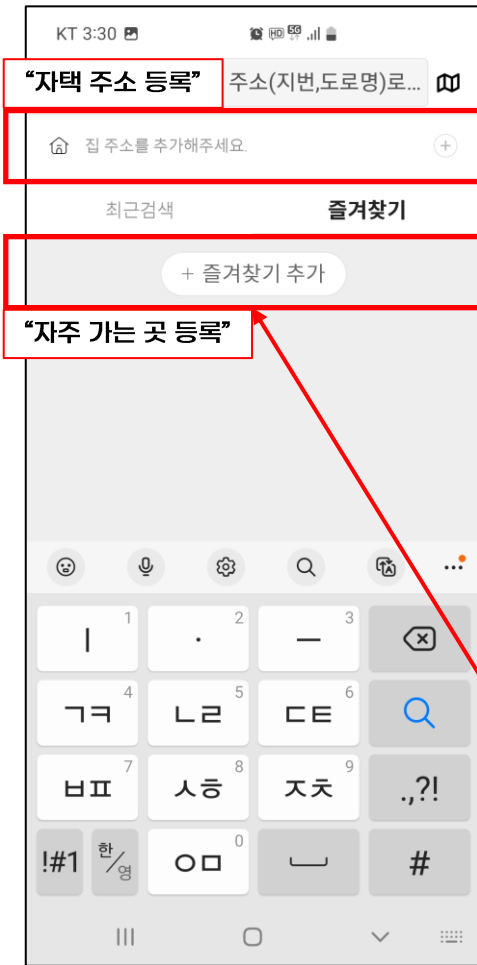 KT 3:30
HD 5G
“자택 주소 등록” 주소(지번,도로명)로...
집 주소를 추가해주세요.
최근검색 즐겨찾기
+ 즐겨찾기 추가
“자주 가는 곳 등록”
ㅣ 1 · 2 ㅡ 3
ㄱㅋ 4 ㄴㄹ 5 ㄷㅌ 6
ㅂㅍ 7 ㅅㅎ 8 ㅈㅊ 9 .,?!
!#1 한/영 ㅇㅁ 0 #